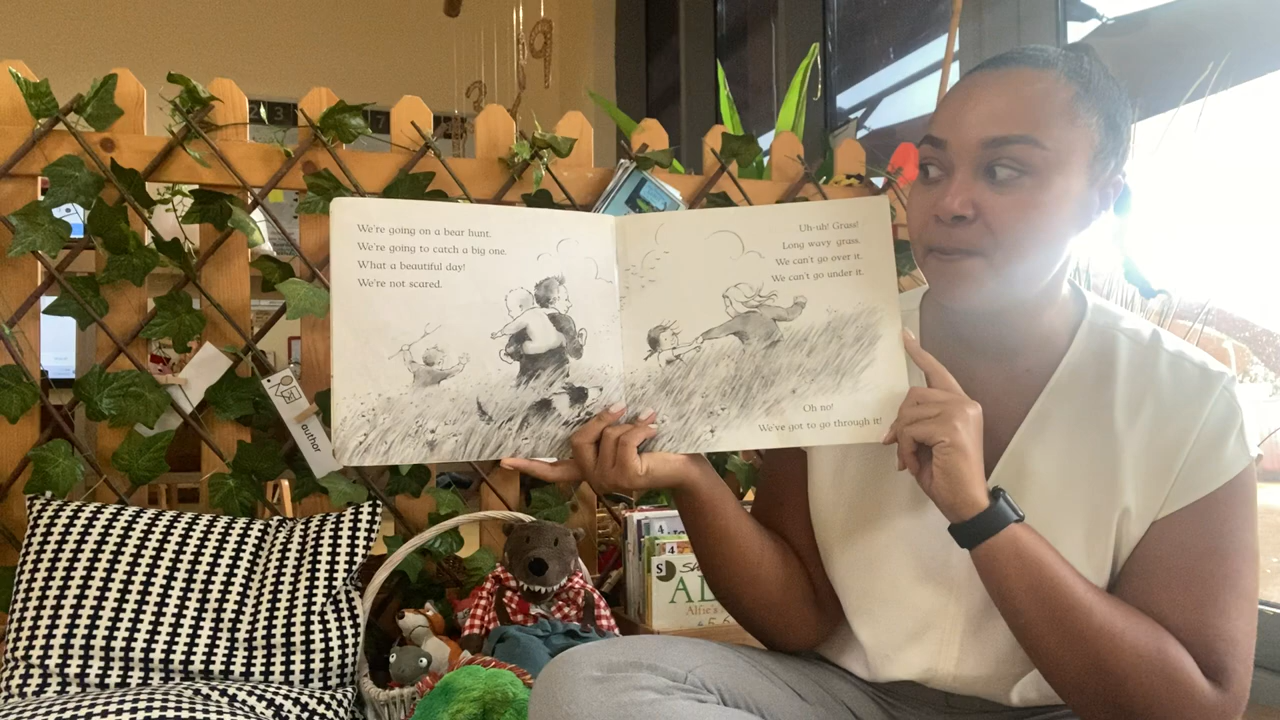 We're going on a bear hunt.
We're going to catch a big one.
What a beautiful day!
We're not scared.
Uh-uh! Grass!
Long wavy grass.
We can't go over it.
We can't go under it.
Oh no!
We've got to go through it!
author
Alfie's